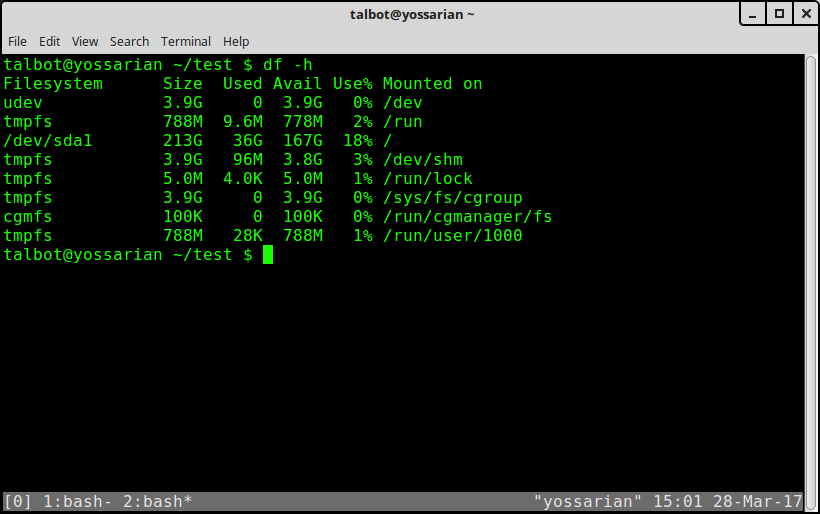 talbot@yossarian ~
File Edit View Search Terminal Help
talbot@yossarian ~/test $ df -h
Filesystem      Size  Used Avail Use% Mounted on
udev            3.9G     0  3.9G   0% /dev
tmpfs           788M  9.6M  778M   2% /run
/dev/sda1       213G   36G  167G  18% /
tmpfs           3.9G   96M  3.8G   3% /dev/shm
tmpfs           5.0M  4.0K  5.0M   1% /run/lock
tmpfs           3.9G     0  3.9G   0% /sys/fs/cgroup
cgmfs           100K     0  100K   0% /run/cgmanager/fs
tmpfs           788M   28K  788M   1% /run/user/1000
talbot@yossarian ~/test $
[0] 1:bash- 2:bash* "yossarian" 15:01 28-Mar-17